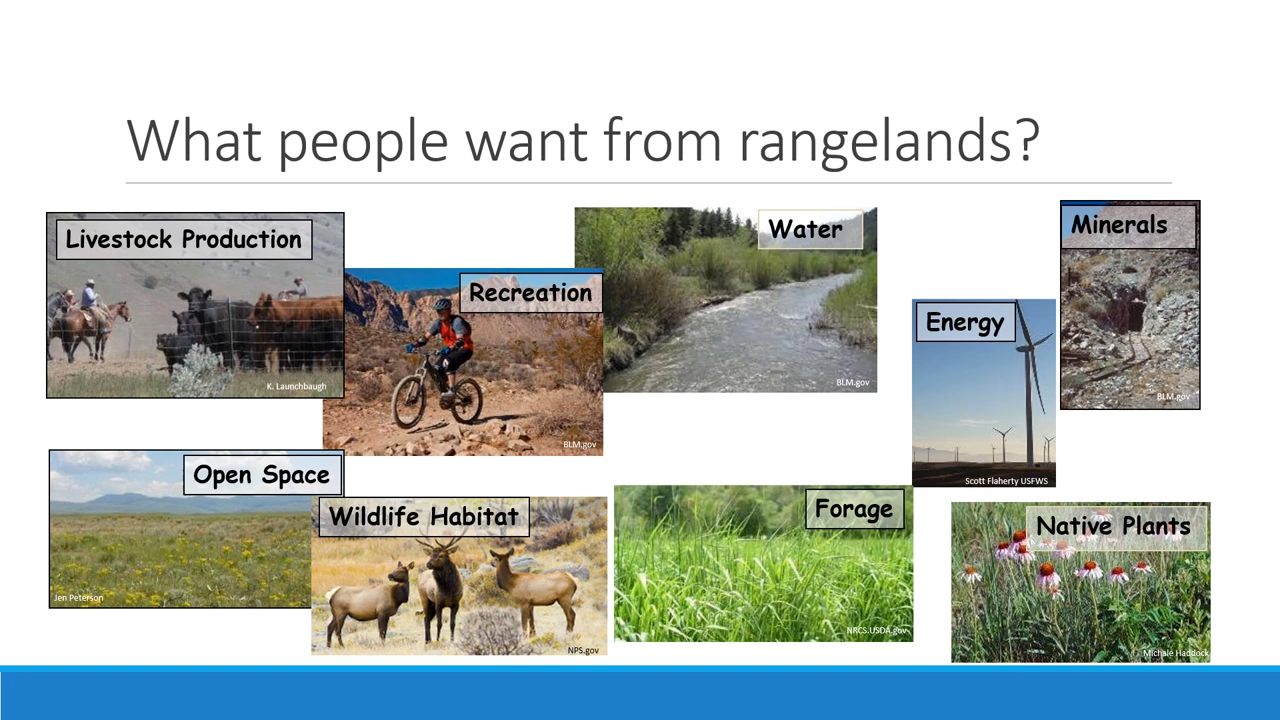 What people want from rangelands?
Livestock Production
K. Launchbaugh
Recreation
BLM.gov
Water
BLM.gov
Energy
Scott Flaherty USFWS
Minerals
BLM.gov
Open Space
Jen Peterson
Wildlife Habitat
NPS.gov
Forage
NRCS.USDA.gov
Native Plants
Michale Haddock